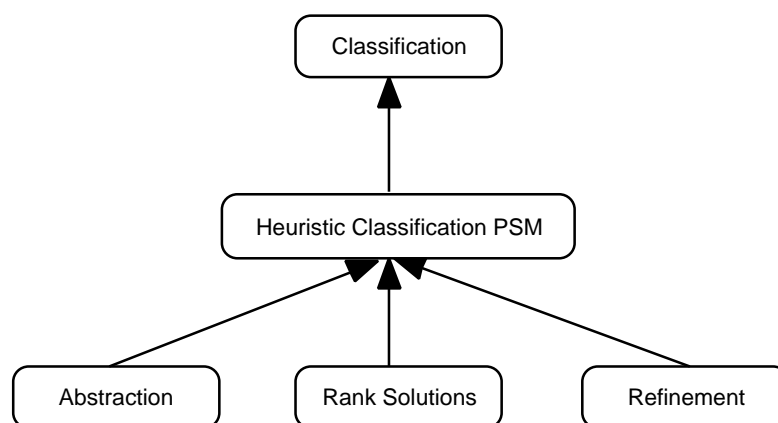 Classification
Heuristic Classification PSM
Abstraction
Rank Solutions
Refinement